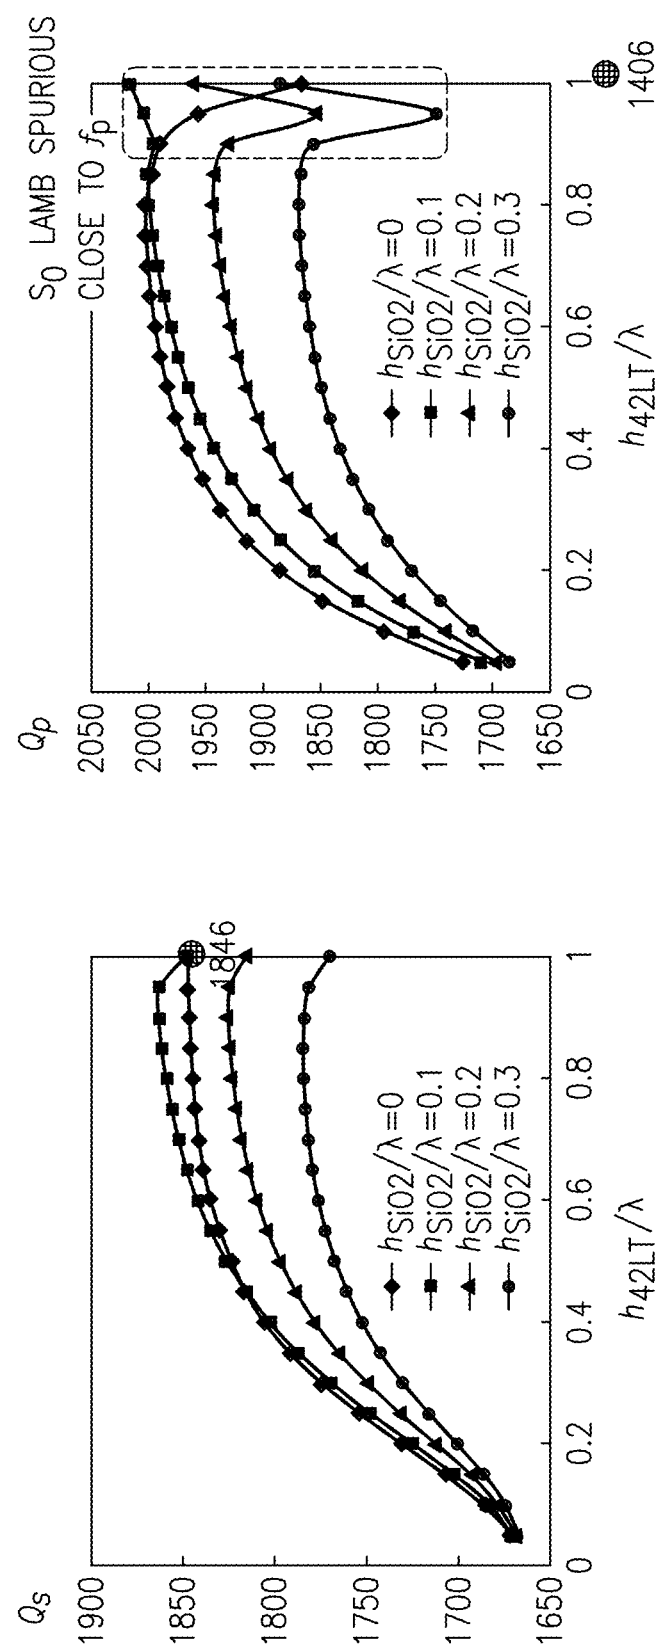 Qs
1900
1850
1800
1750
1700
1650
0
0.2
0.4
0.6
0.8
1
h42LT/λ
1846
hSiO2/λ=0
hSiO2/λ=0.1
hSiO2/λ=0.2
hSiO2/λ=0.3
Qp
2050
2000
1950
1900
1850
1800
1750
1700
1650
0
0.2
0.4
0.6
0.8
1
h42LT/λ
S0 LAMB SPURIOUS
CLOSE TO fp
hSiO2/λ=0
hSiO2/λ=0.1
hSiO2/λ=0.2
hSiO2/λ=0.3
1406